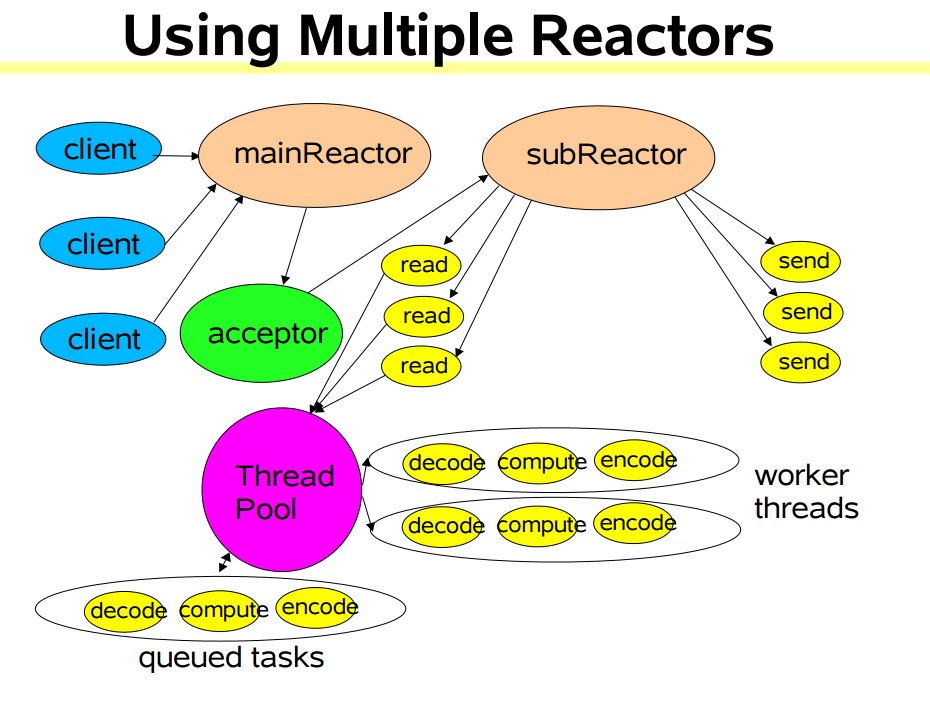 Using Multiple Reactors
client
mainReactor
subReactor
client
client
acceptor
read
read
read
send
send
send
Thread
Pool
decode compute encode
decode compute encode
worker
threads
decode compute encode
queued tasks